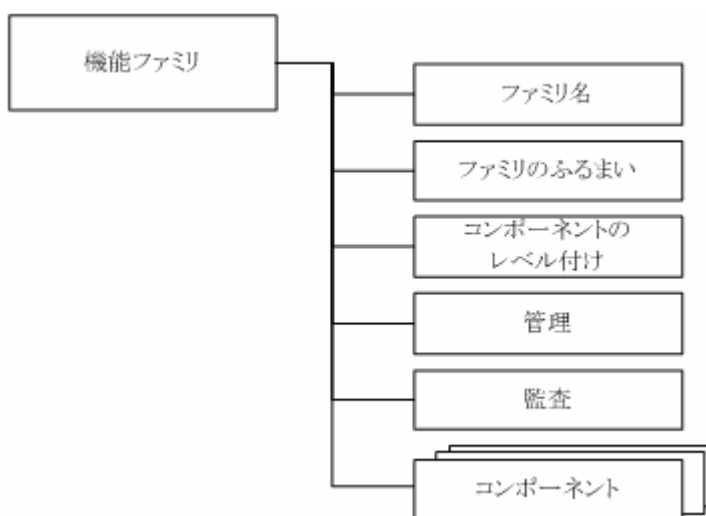 機能ファミリ
ファミリ名
ファミリのふるまい
コンポーネントの
レベル付け
管理
監査
コンポーネント